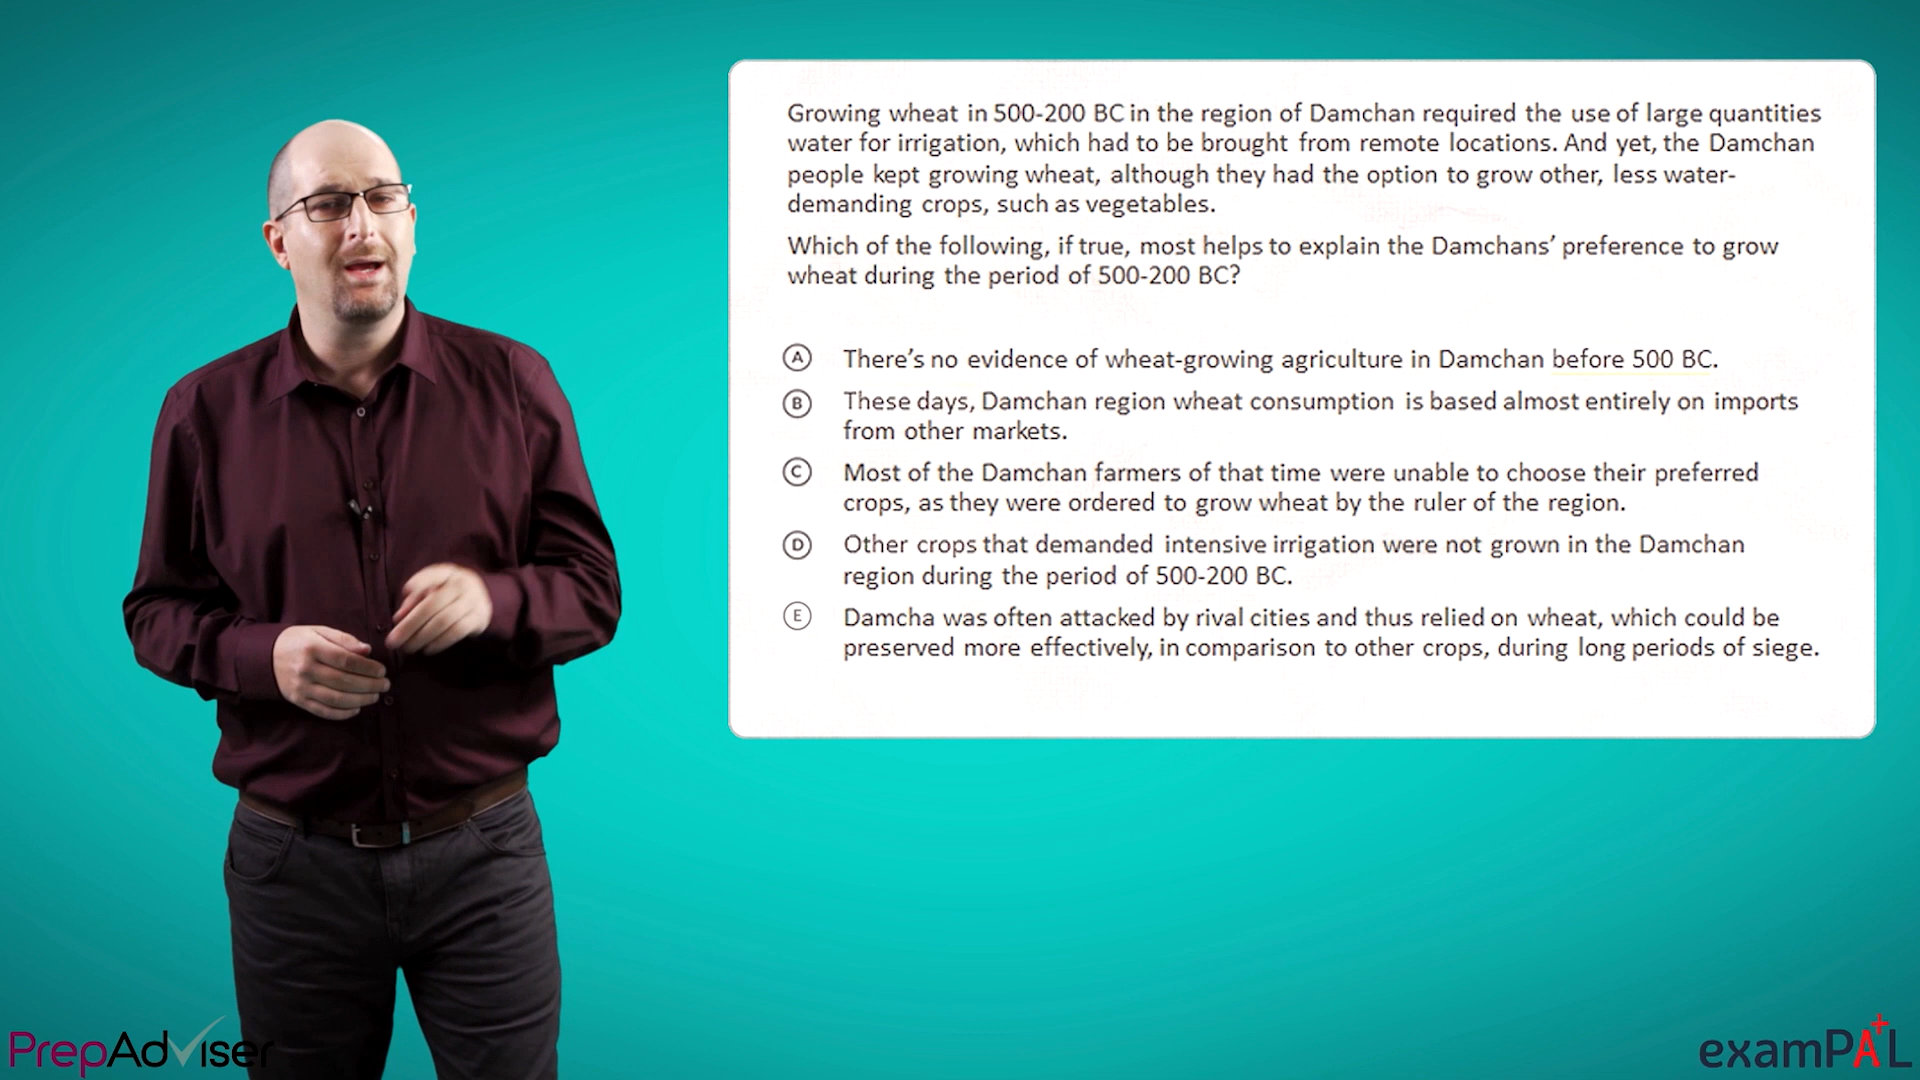 Growing wheat in 500-200 BC in the region of Damchan required the use of large quantities
water for irrigation, which had to be brought from remote locations. And yet, the Damchan
people kept growing wheat, although they had the option to grow other, less water-
demanding crops, such as vegetables.
Which of the following, if true, most helps to explain the Damchans’ preference to grow
wheat during the period of 500-200 BC?
A There’s no evidence of wheat-growing agriculture in Damchan before 500 BC.
B These days, Damchan region wheat consumption is based almost entirely on imports
from other markets.
C Most of the Damchan farmers of that time were unable to choose their preferred
crops, as they were ordered to grow wheat by the ruler of the region.
D Other crops that demanded intensive irrigation were not grown in the Damchan
region during the period of 500-200 BC.
E Damcha was often attacked by rival cities and thus relied on wheat, which could be
preserved more effectively, in comparison to other crops, during long periods of siege.
PrepAdviser
examPAL